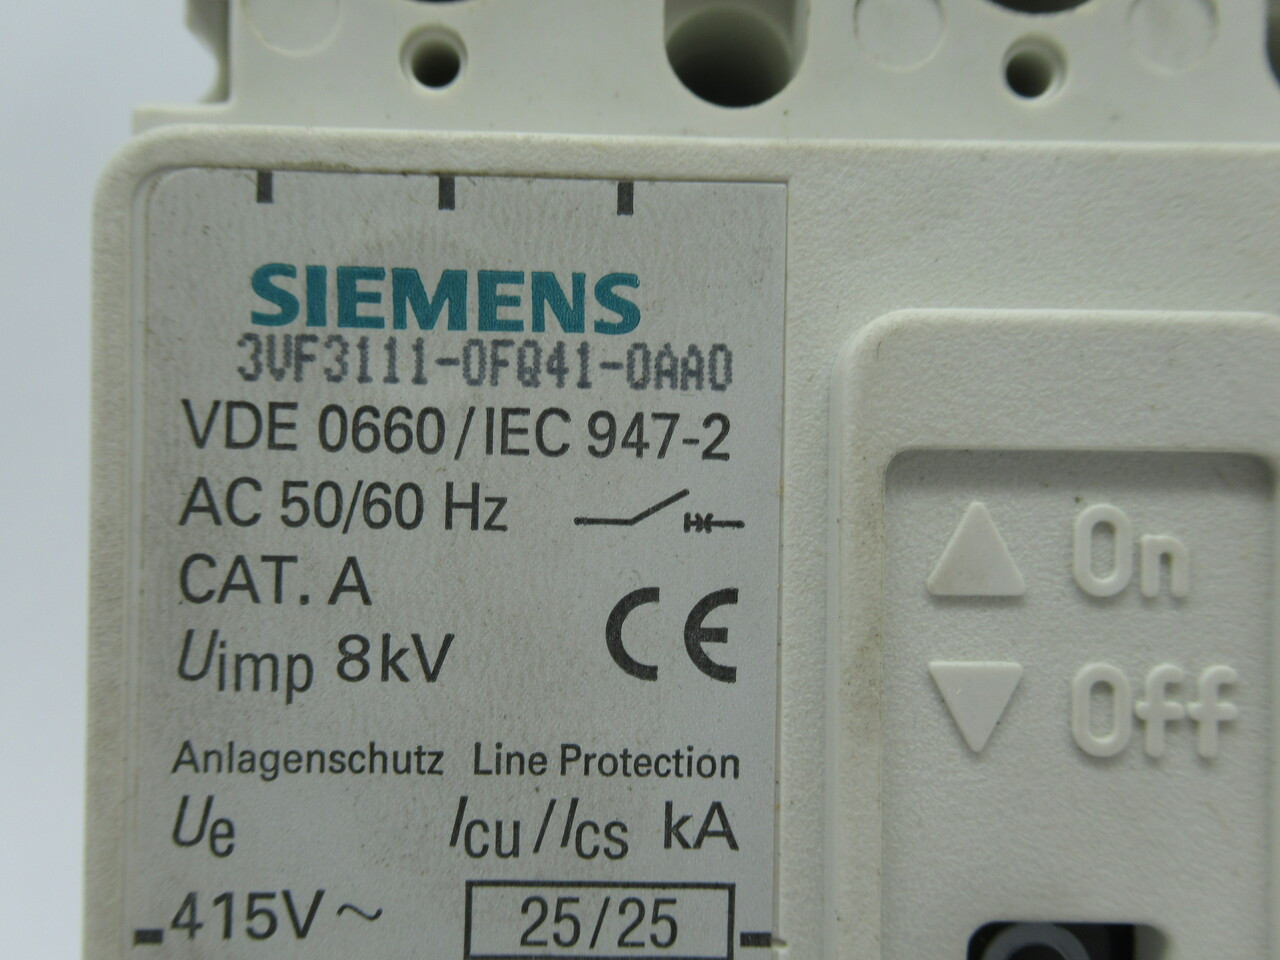 SIEMENS
3VF3111-0FQ41-0AA0
VDE 0660/IEC 947-2
AC 50/60 Hz
CAT. A
Uimp 8kV CE
Anlagenschutz Line Protection
Ue Icu/Ics kA
415V~ 25/25
On
Off